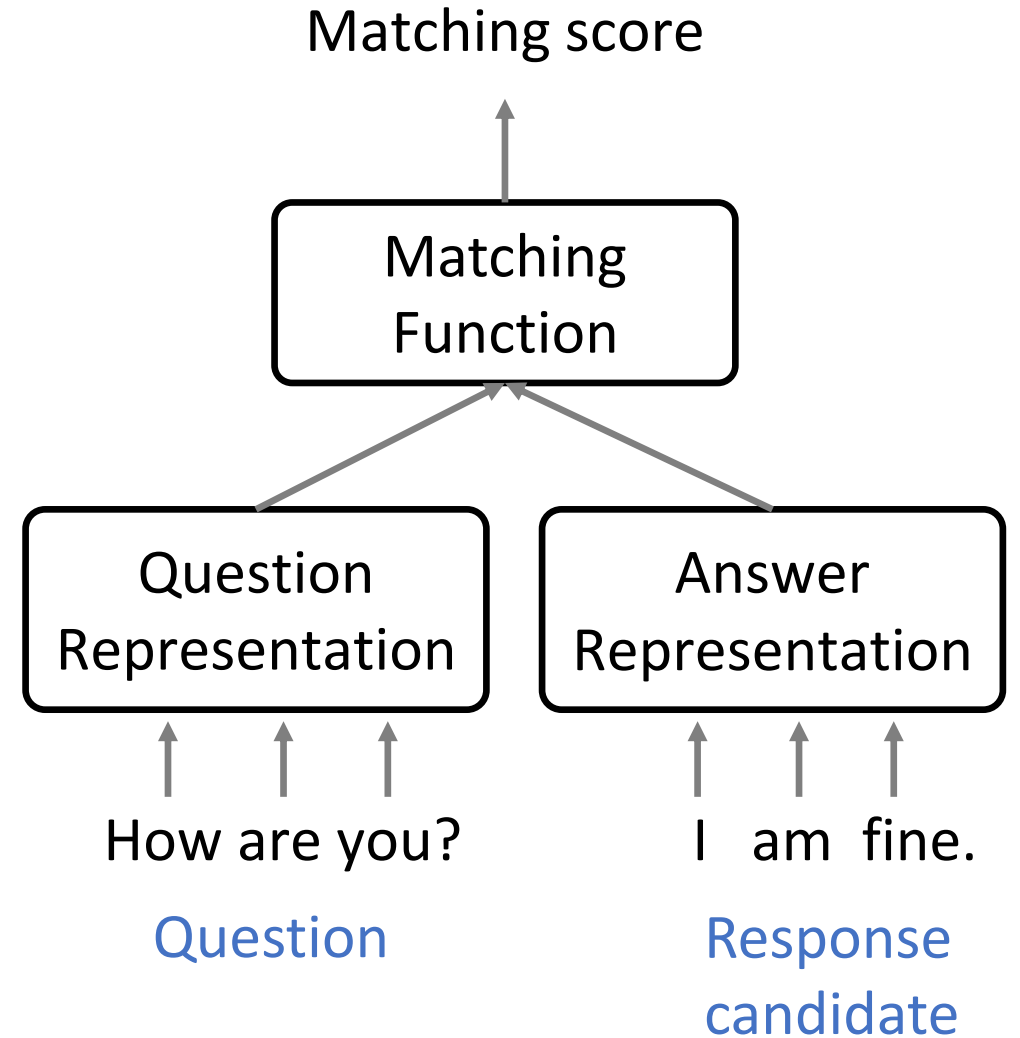 Matching score
Matching
Function
Question
Representation
Answer
Representation
How are you?
I am fine.
Question
Response
candidate